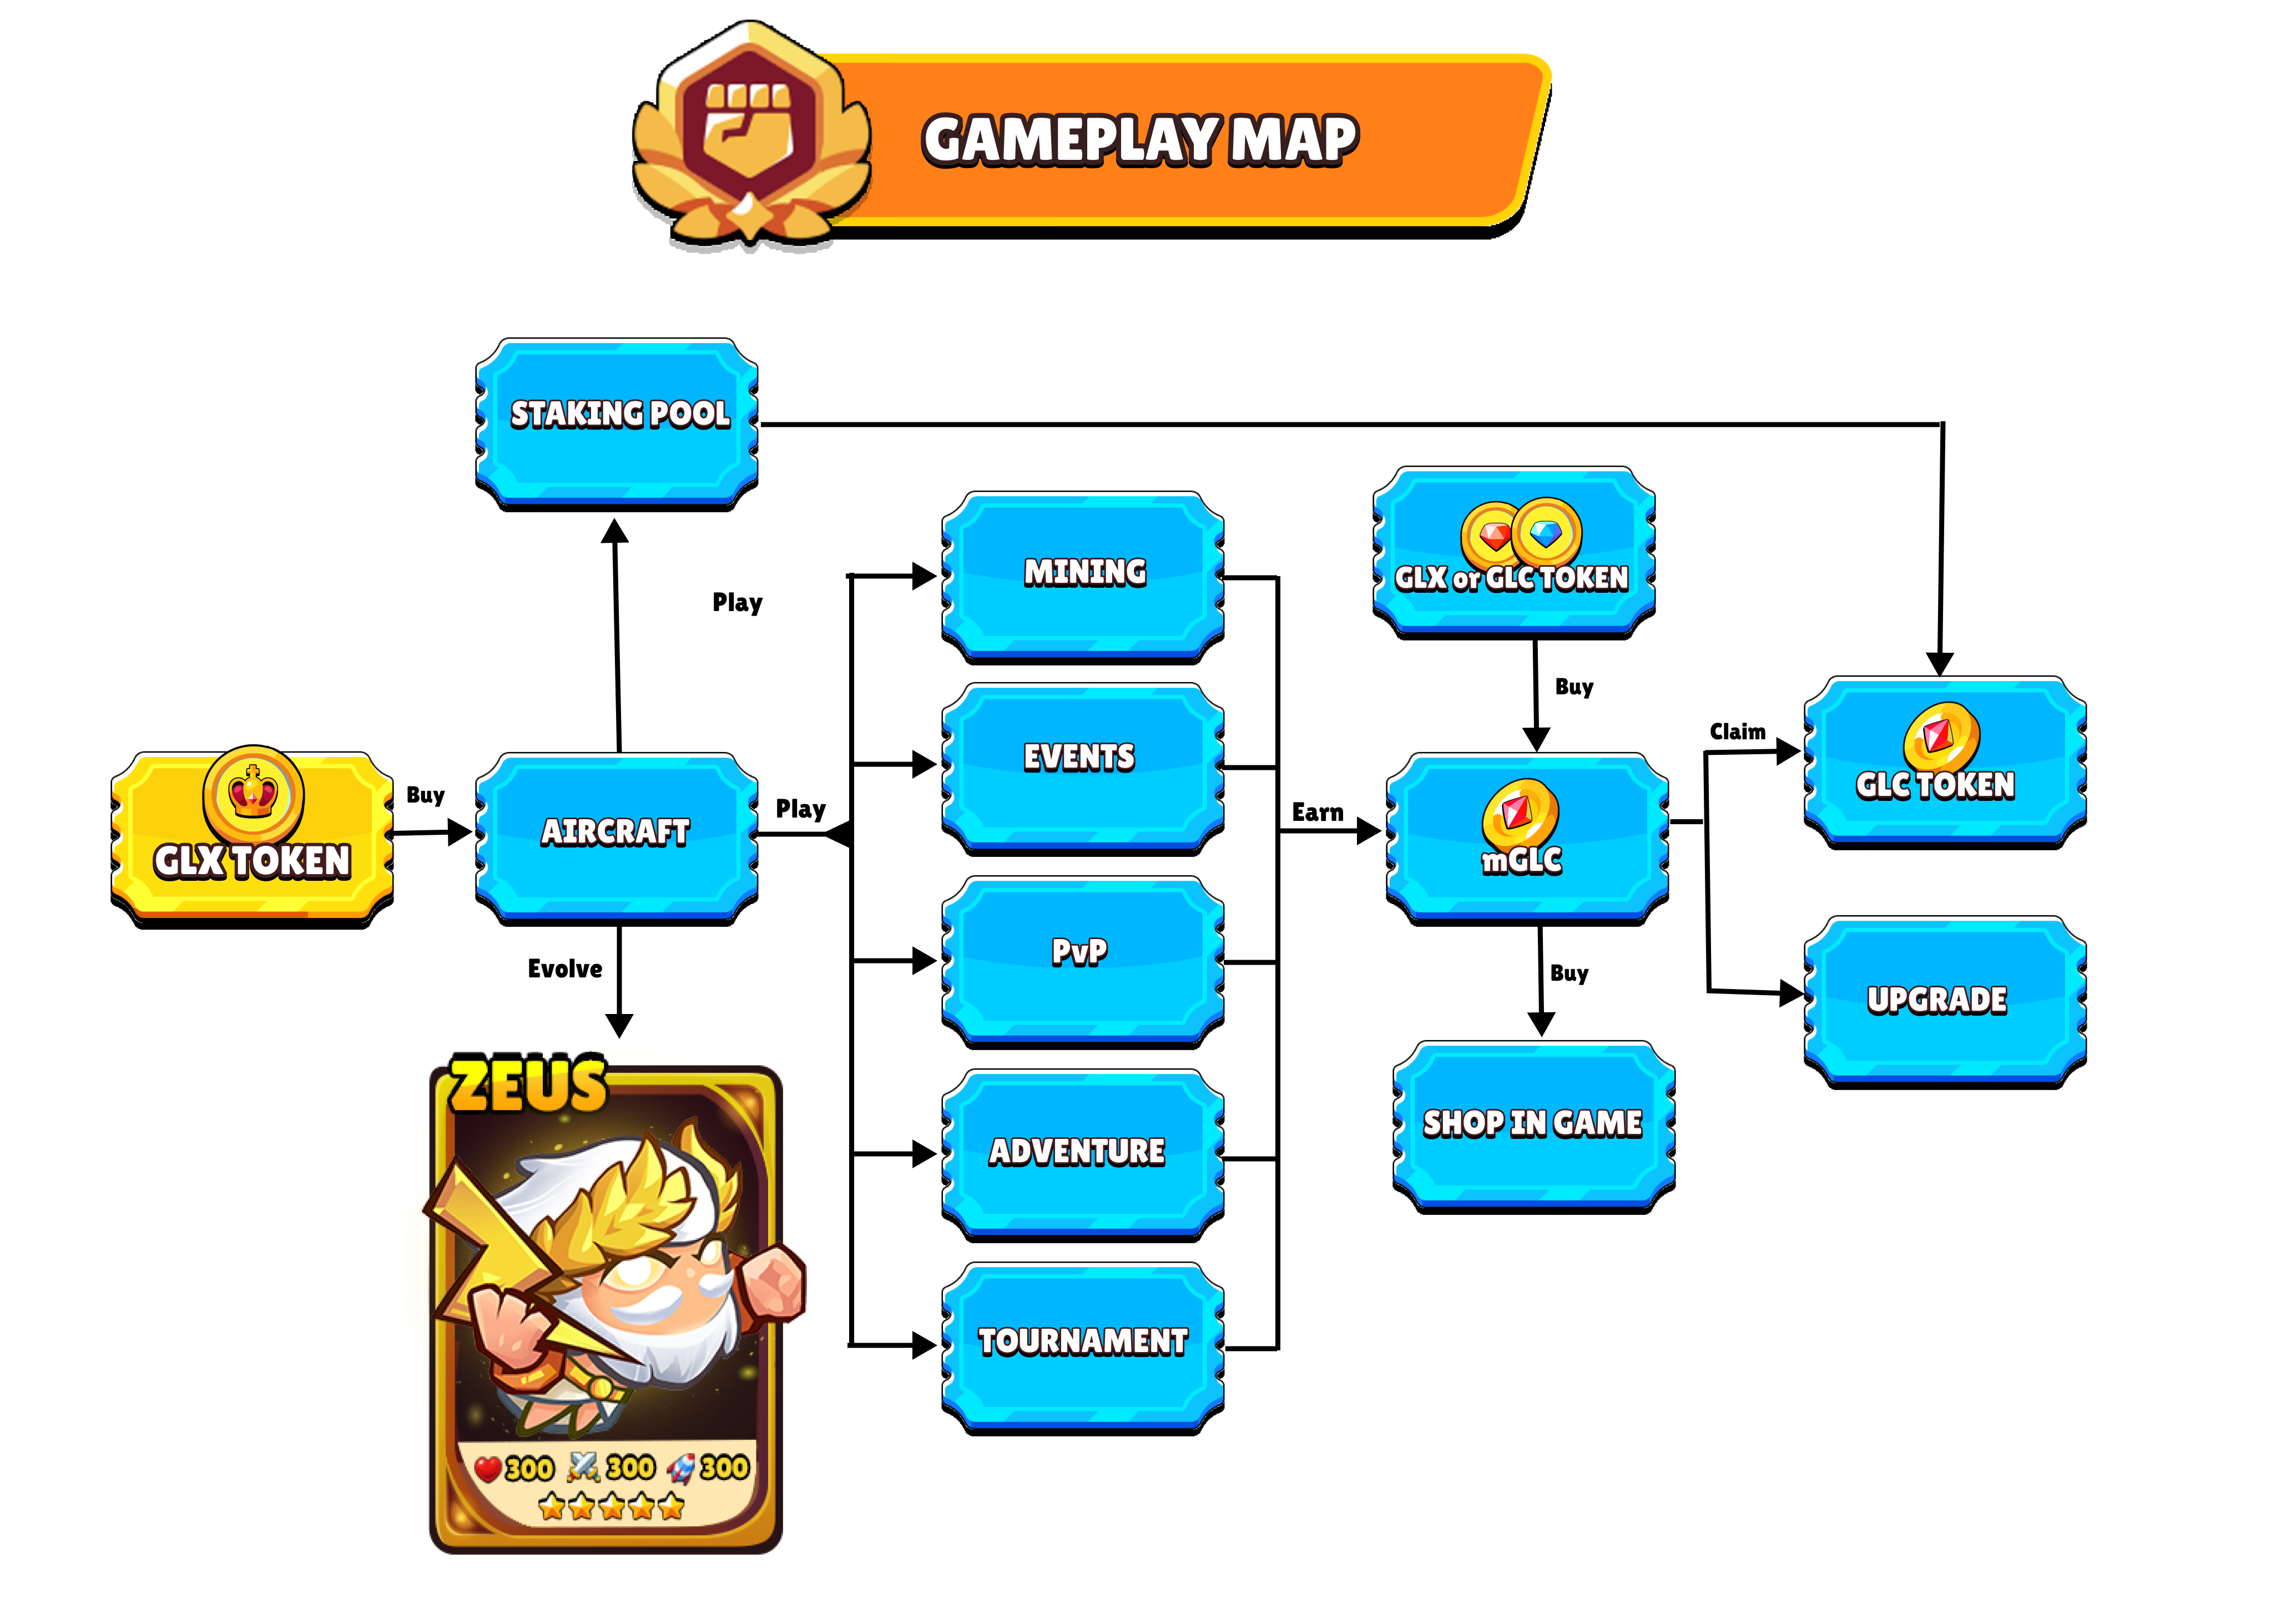 GAMEPLAY MAP
STAKING POOL
GLX or GLC TOKEN
MINING
Play
Buy
Claim
GLC TOKEN
EVENTS
Buy
GLX TOKEN
AIRCRAFT
Play
Earn
mGLC
Evolve
PvP
Buy
UPGRADE
ZEUS
ADVENTURE
SHOP IN GAME
TOURNAMENT
300 300 300